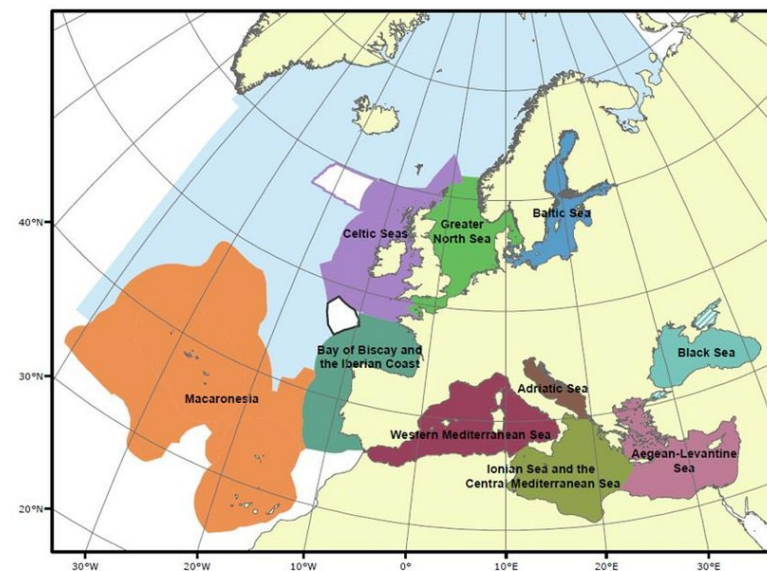 40°N
30°N
20°N
Celtic Seas
Greater
North Sea
Baltic Sea
Bay of Biscay and
the Iberian Coast
Black Sea
Macaronesia
Adriatic Sea
Western Mediterranean Sea
Aegean-Levantine
Sea
Ionian Sea and the
Central Mediterranean Sea
30°W
20°W
10°W
0°
10°E
20°E
30°E